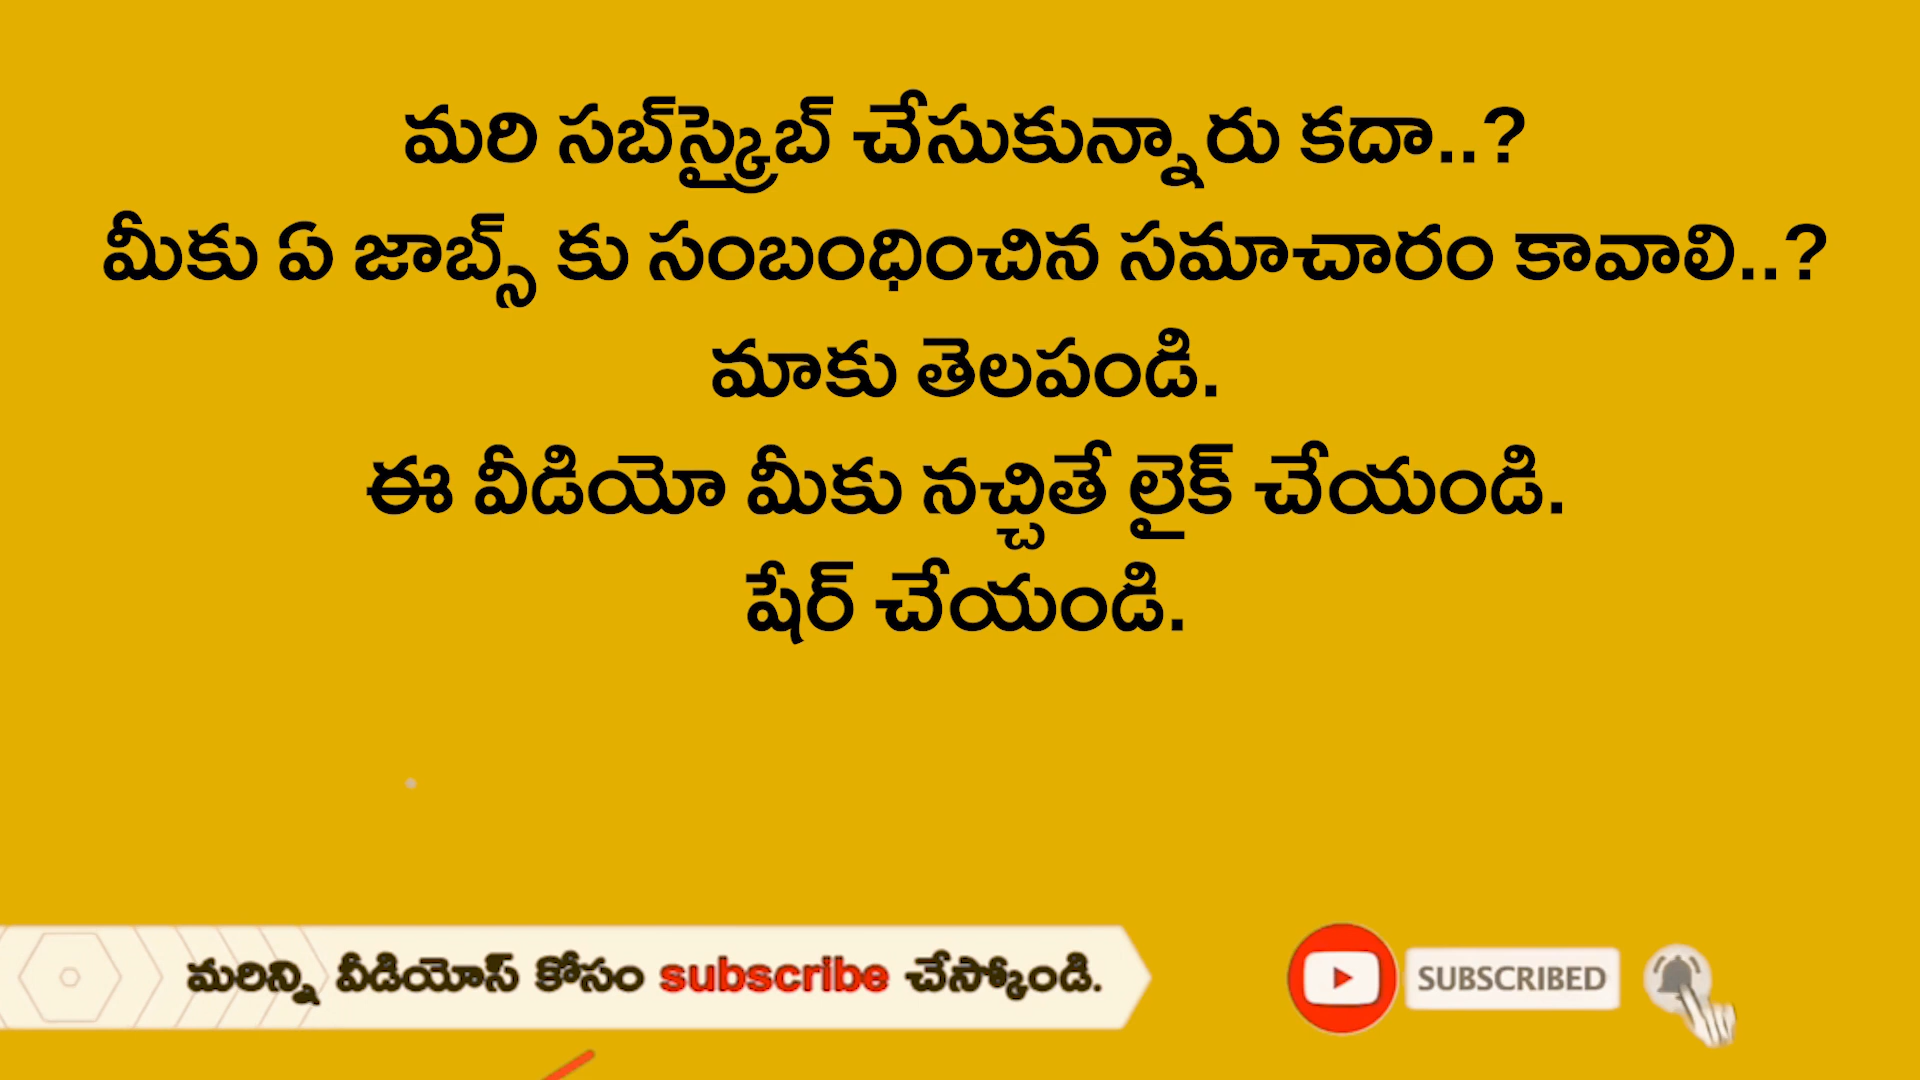 మరి సబ్‌స్క్రైబ్ చేసుకున్నారు కదా..?
మీకు ఏ జాబ్స్ కు సంబంధించిన సమాచారం కావాలి..?
మాకు తెలపండి.
ఈ వీడియో మీకు నచ్చితే లైక్ చేయండి.
షేర్ చేయండి.
మరిన్ని వీడియోస్ కోసం subscribe చేస్కోండి.
SUBSCRIBED